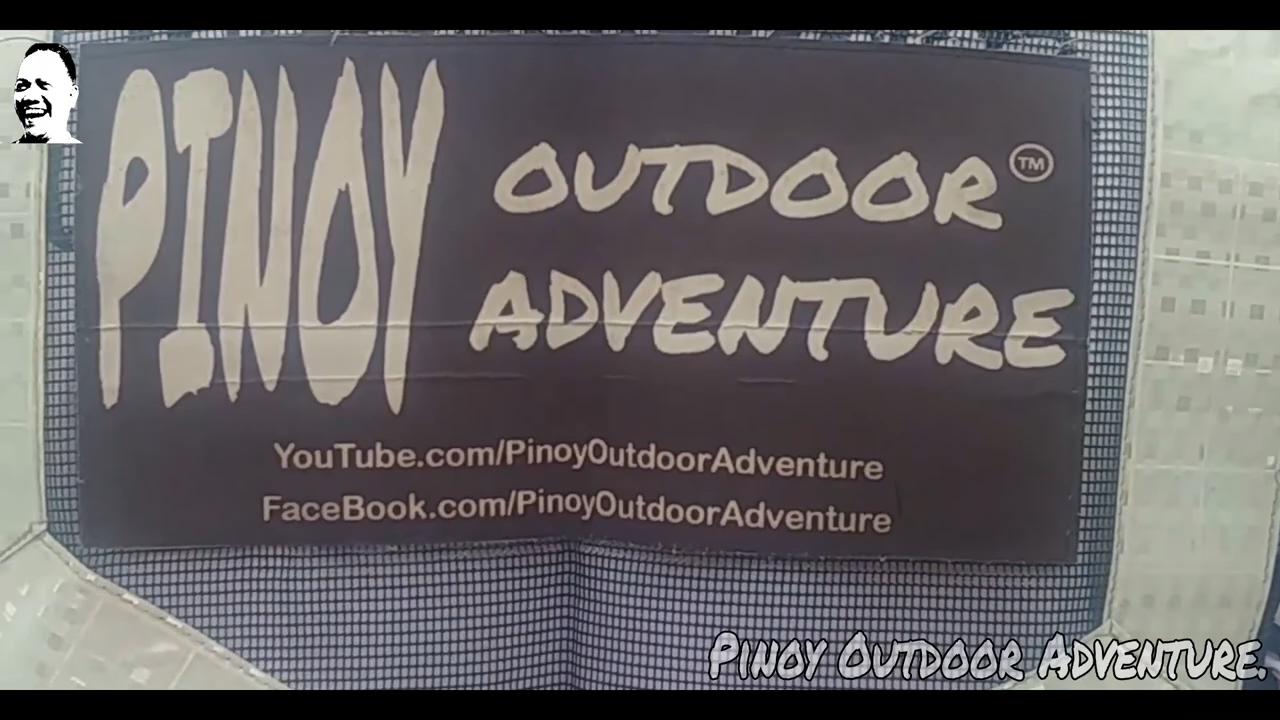 PINOY
OUTDOOR™
ADVENTURE
YouTube.com/PinoyOutdoorAdventure
FaceBook.com/PinoyOutdoorAdventure
Pinoy Outdoor Adventure.